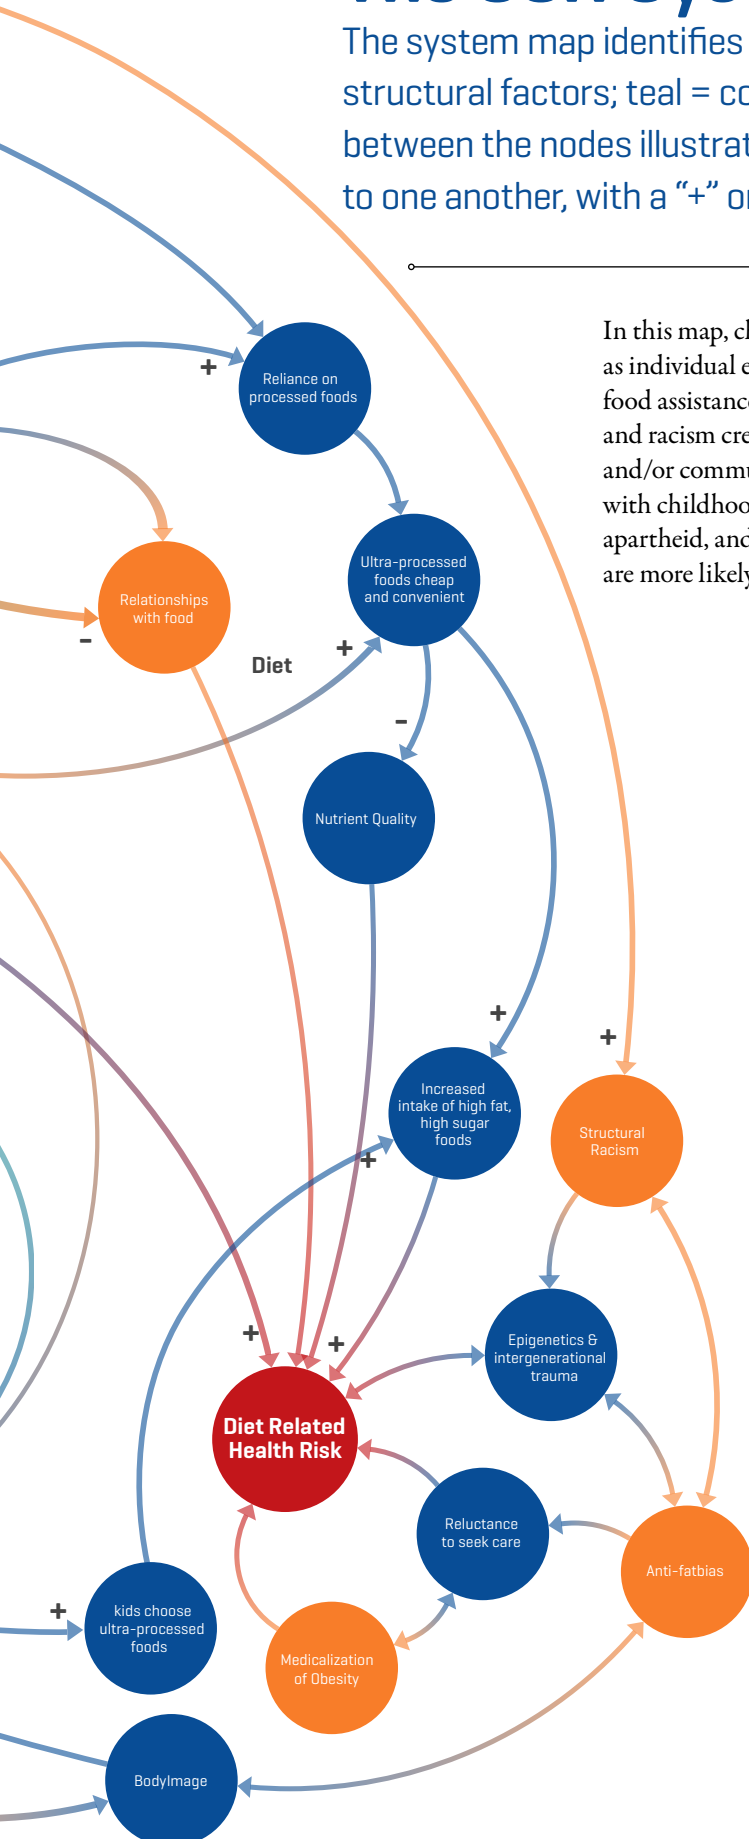 The system map identifies
structural factors; teal = co
between the nodes illustrat
to one another, with a “+” or
In this map, cl
as individual e
food assistanc
and racism cre
and/or commu
with childhoo
apartheid, and
are more likely
+
Reliance on
processed foods
Ultra-processed
foods cheap
and convenient
Relationships
with food
-
Diet
+
-
Nutrient Quality
+
+
Increased
intake of high fat,
high sugar
foods
Structural
Racism
+
+
+
Epigenetics &
intergenerational
trauma
Diet Related
Health Risk
Reluctance
to seek care
Anti-fatbias
+
kids choose
ultra-processed
foods
Medicalization
of Obesity
BodyImage